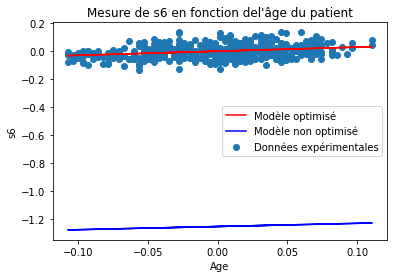 Mesure de s6 en fonction del'âge du patient
0.2
0.0
−0.2
−0.4
−0.6
−0.8
−1.0
−1.2
s6
Modèle optimisé
Modèle non optimisé
Données expérimentales
−0.10
−0.05
0.00
0.05
0.10
Age